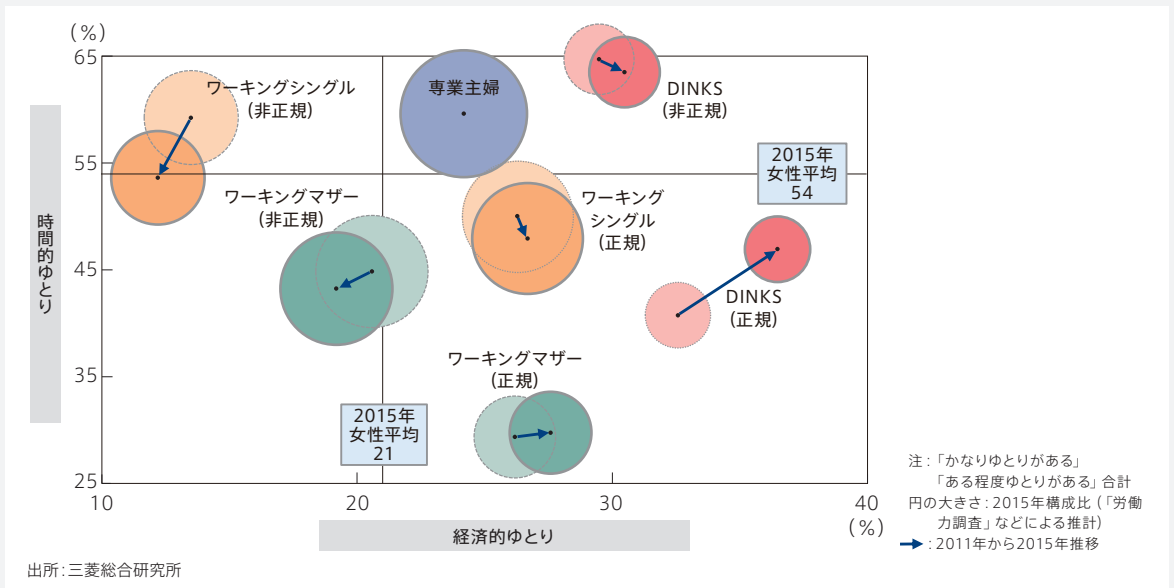 (%)
65
55
45
35
25
10
20
30
40
(%)
時間的ゆとり
経済的ゆとり
ワーキングシングル
(非正規)
専業主婦
DINKS
(非正規)
2015年
女性平均
54
ワーキングマザー
(非正規)
ワーキング
シングル
(正規)
DINKS
(正規)
ワーキングマザー
(正規)
2015年
女性平均
21
注:「かなりゆとりがある」
「ある程度ゆとりがある」合計
円の大きさ:2015年構成比(「労働
力調査」などによる推計)
:2011年から2015年推移
出所:三菱総合研究所